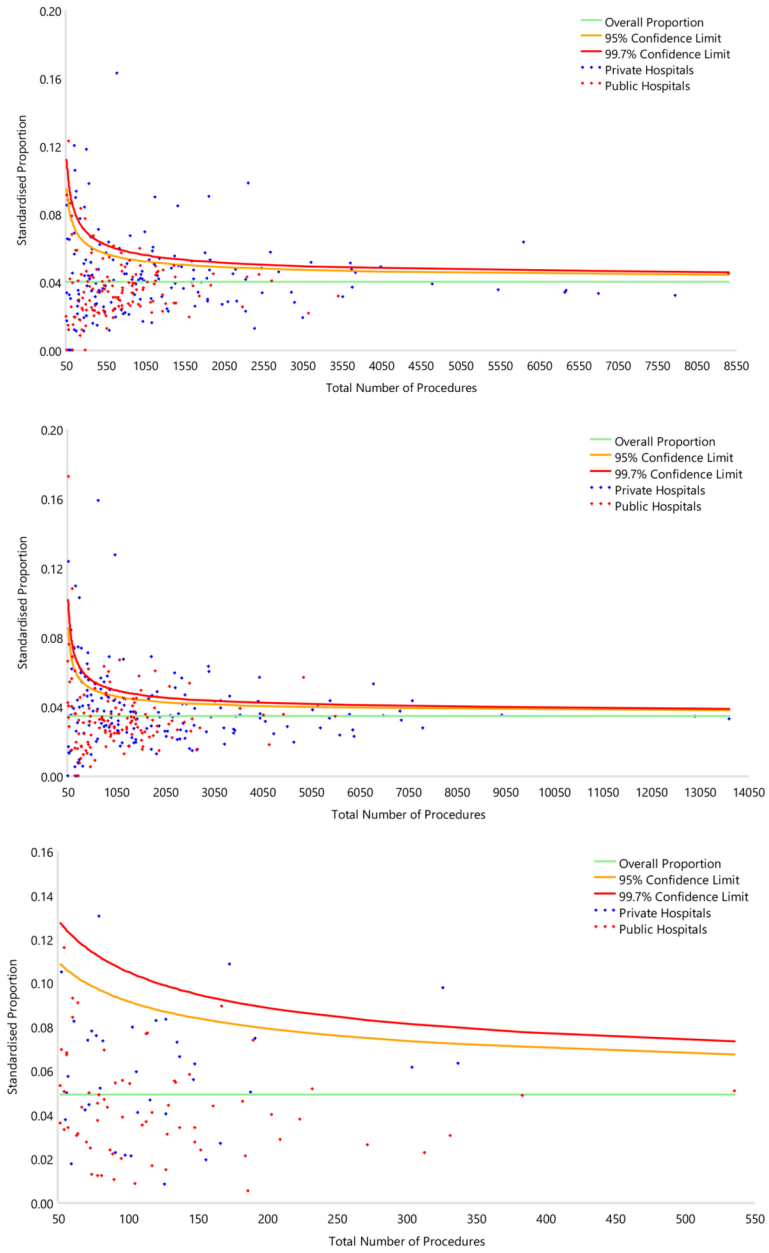 0.20
Overall Proportion
95% Confidence Limit
99.7% Confidence Limit
Private Hospitals
Public Hospitals
0.16
0.12
0.08
0.04
0.00
Standardised Proportion
50 550 1050 1550 2050 2550 3050 3550 4050 4550 5050 5550 6050 6550 7050 7550 8050 8550
Total Number of Procedures
0.20
Overall Proportion
95% Confidence Limit
99.7% Confidence Limit
Private Hospitals
Public Hospitals
0.16
0.12
0.08
0.04
0.00
Standardised Proportion
50 1050 2050 3050 4050 5050 6050 7050 8050 9050 10050 11050 12050 13050 14050
Total Number of Procedures
0.16
Overall Proportion
95% Confidence Limit
99.7% Confidence Limit
Private Hospitals
Public Hospitals
0.14
0.12
0.10
0.08
0.06
0.04
0.02
0.00
Standardised Proportion
50 100 150 200 250 300 350 400 450 500 550
Total Number of Procedures